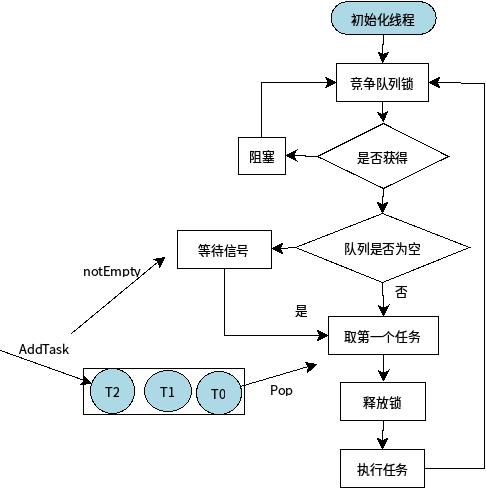 初始化线程
竞争队列锁
阻塞
是否获得
等待信号
队列是否为空
notEmpty
否
是
取第一个任务
AddTask
T2
T1
T0
Pop
释放锁
执行任务